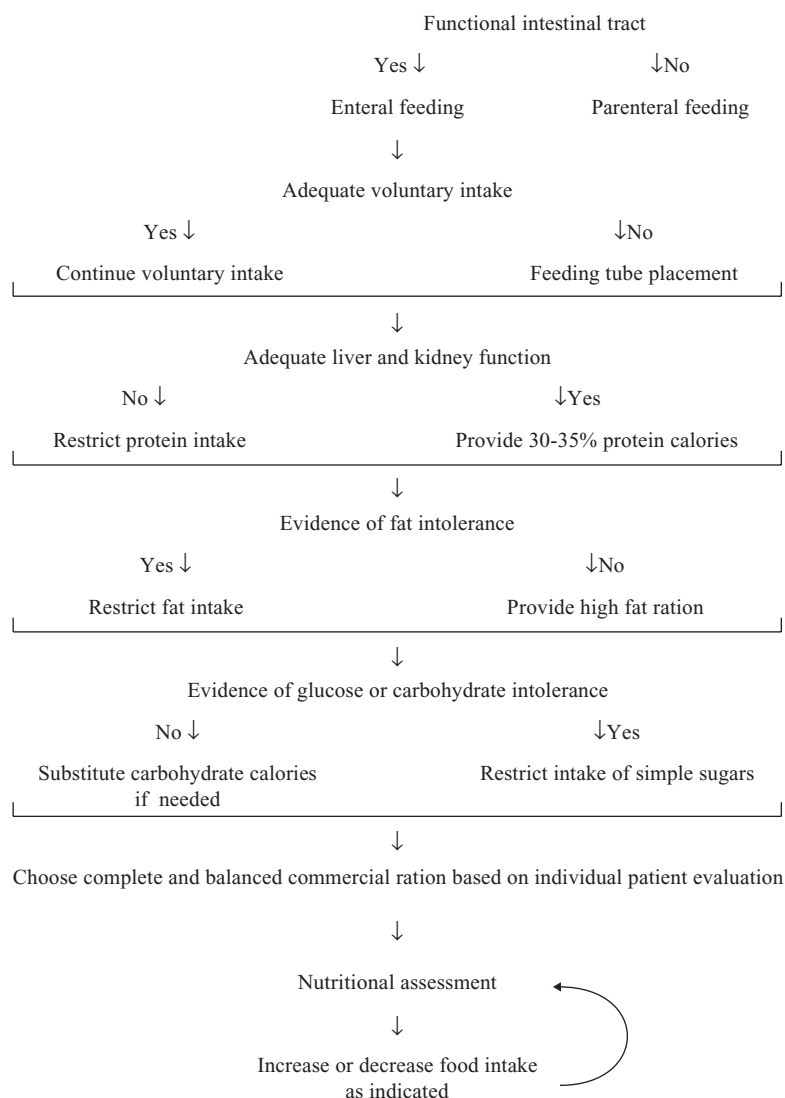 Functional intestinal tract
Yes ↓ ↓No
Enteral feeding Parenteral feeding
↓
Adequate voluntary intake
Yes ↓ ↓No
Continue voluntary intake Feeding tube placement
↓
Adequate liver and kidney function
No ↓ ↓Yes
Restrict protein intake Provide 30-35% protein calories
↓
Evidence of fat intolerance
Yes ↓ ↓No
Restrict fat intake Provide high fat ration
↓
Evidence of glucose or carbohydrate intolerance
No ↓ ↓Yes
Substitute carbohydrate calories Restrict intake of simple sugars
if needed
↓
Choose complete and balanced commercial ration based on individual patient evaluation
↓
Nutritional assessment
↓
Increase or decrease food intake
as indicated